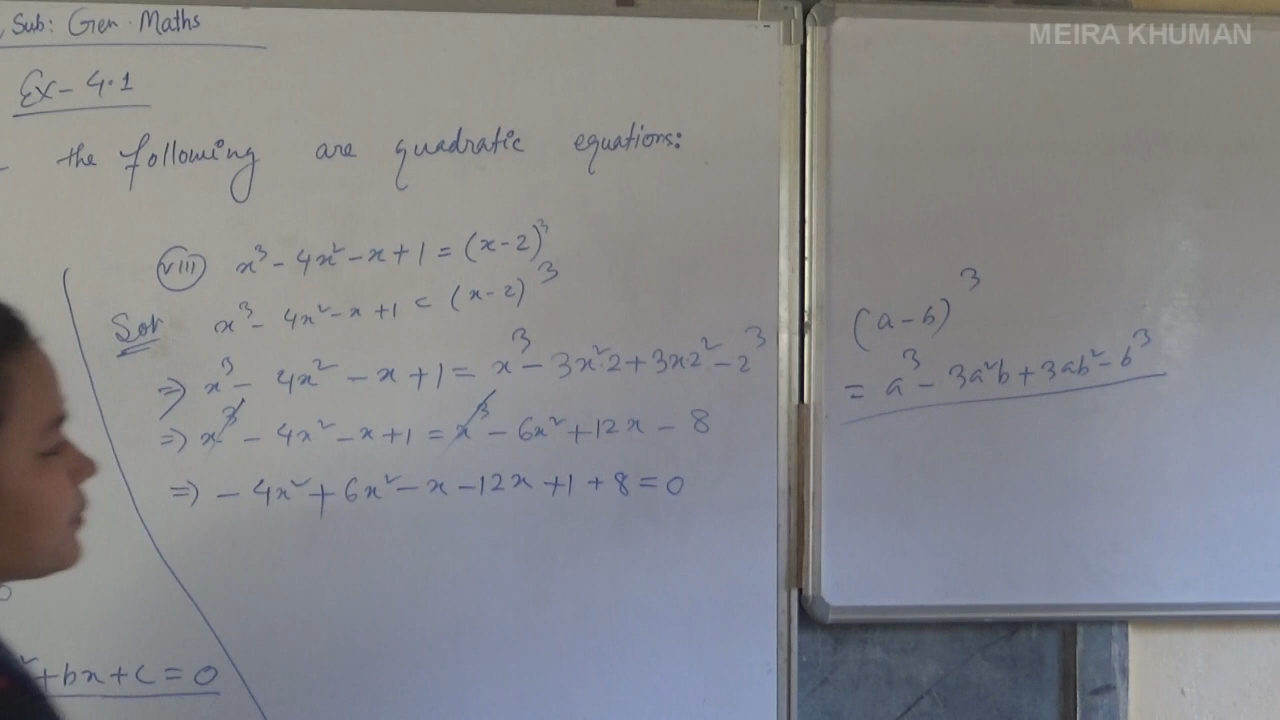 Sub: Gen. Maths
MEIRA KHUMAN
Ex- 4.1
the following are quadratic equations:
(viii) x³ - 4x² - x + 1 = (x-2)³
Sol x³ - 4x² - x + 1 = (x-2)³
=> x³ - 4x² - x + 1 = x³ - 3x²2 + 3x2² - 2³
=> x³ - 4x² - x + 1 = x³ - 6x² + 12x - 8
=> - 4x² + 6x² - x - 12x + 1 + 8 = 0
² + bx + c = 0
(a-b)³
= a³ - 3a²b + 3ab² - b³